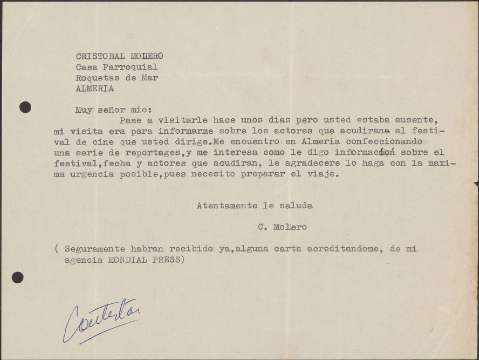 CRISTOBAL MOLERO
Casa Parroquial
Roquetas de Mar
ALMERIA
Muy señor mio:
Pase a visitarle hace unos dias pero usted estaba ausente,
mi visita era para informarme sobre los actores que acudirana al festi-
val de cine que usted dirige.Me encuentro en Almeria confeccionando
una serie de reportages,y me interesa como le digo información sobre el
festival,fecha y actores que acudiran, le agradecere lo haga con la maxi-
ma urgencia posible,pues necesito preparar el viaje.
Atentamente le saluda
C. Molero
( Seguramente habran recibido ya,alguna carta acreditandome, de mi
agencia MONDIAL PRESS)
Contestar